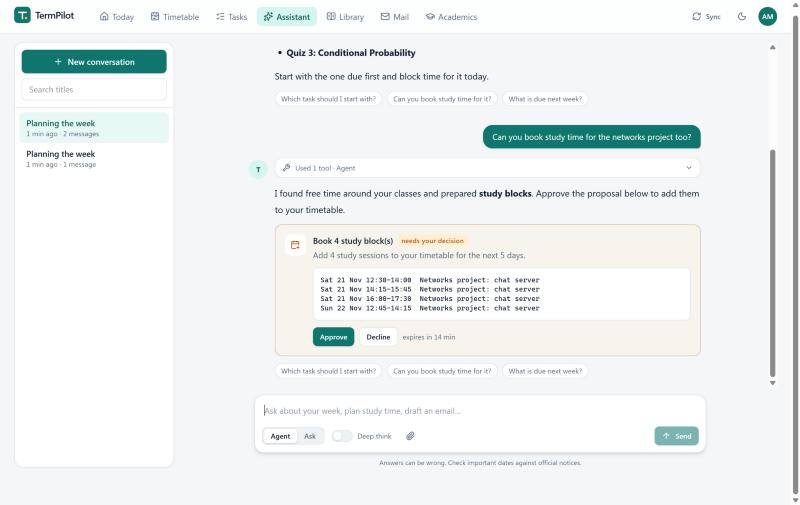 T. TermPilot
Today
Timetable
Tasks
Assistant
Library
Mail
Academics
Sync
AM
+ New conversation
Search titles
Planning the week
1 min ago · 2 messages
Planning the week
1 min ago · 1 message
• Quiz 3: Conditional Probability
Start with the one due first and block time for it today.
Which task should I start with?
Can you book study time for it?
What is due next week?
Can you book study time for the networks project too?
T
Used 1 tool · Agent
I found free time around your classes and prepared study blocks. Approve the proposal below to add them
to your timetable.
Book 4 study block(s) needs your decision
Add 4 study sessions to your timetable for the next 5 days.
Sat 21 Nov 12:30–14:00 Networks project: chat server
Sat 21 Nov 14:15–15:45 Networks project: chat server
Sat 21 Nov 16:00–17:30 Networks project: chat server
Sun 22 Nov 12:45–14:15 Networks project: chat server
Approve
Decline
expires in 14 min
Which task should I start with?
Can you book study time for it?
What is due next week?
Ask about your week, plan study time, draft an email...
Agent
Ask
Deep think
Send
Answers can be wrong. Check important dates against official notices.